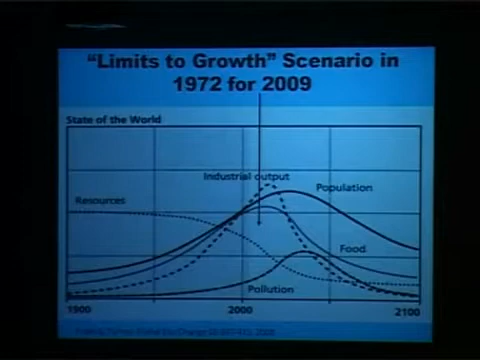 “Limits to Growth” Scenario in
1972 for 2009
State of the World
Industrial output
Resources
Population
Food
Pollution
1900
2000
2100